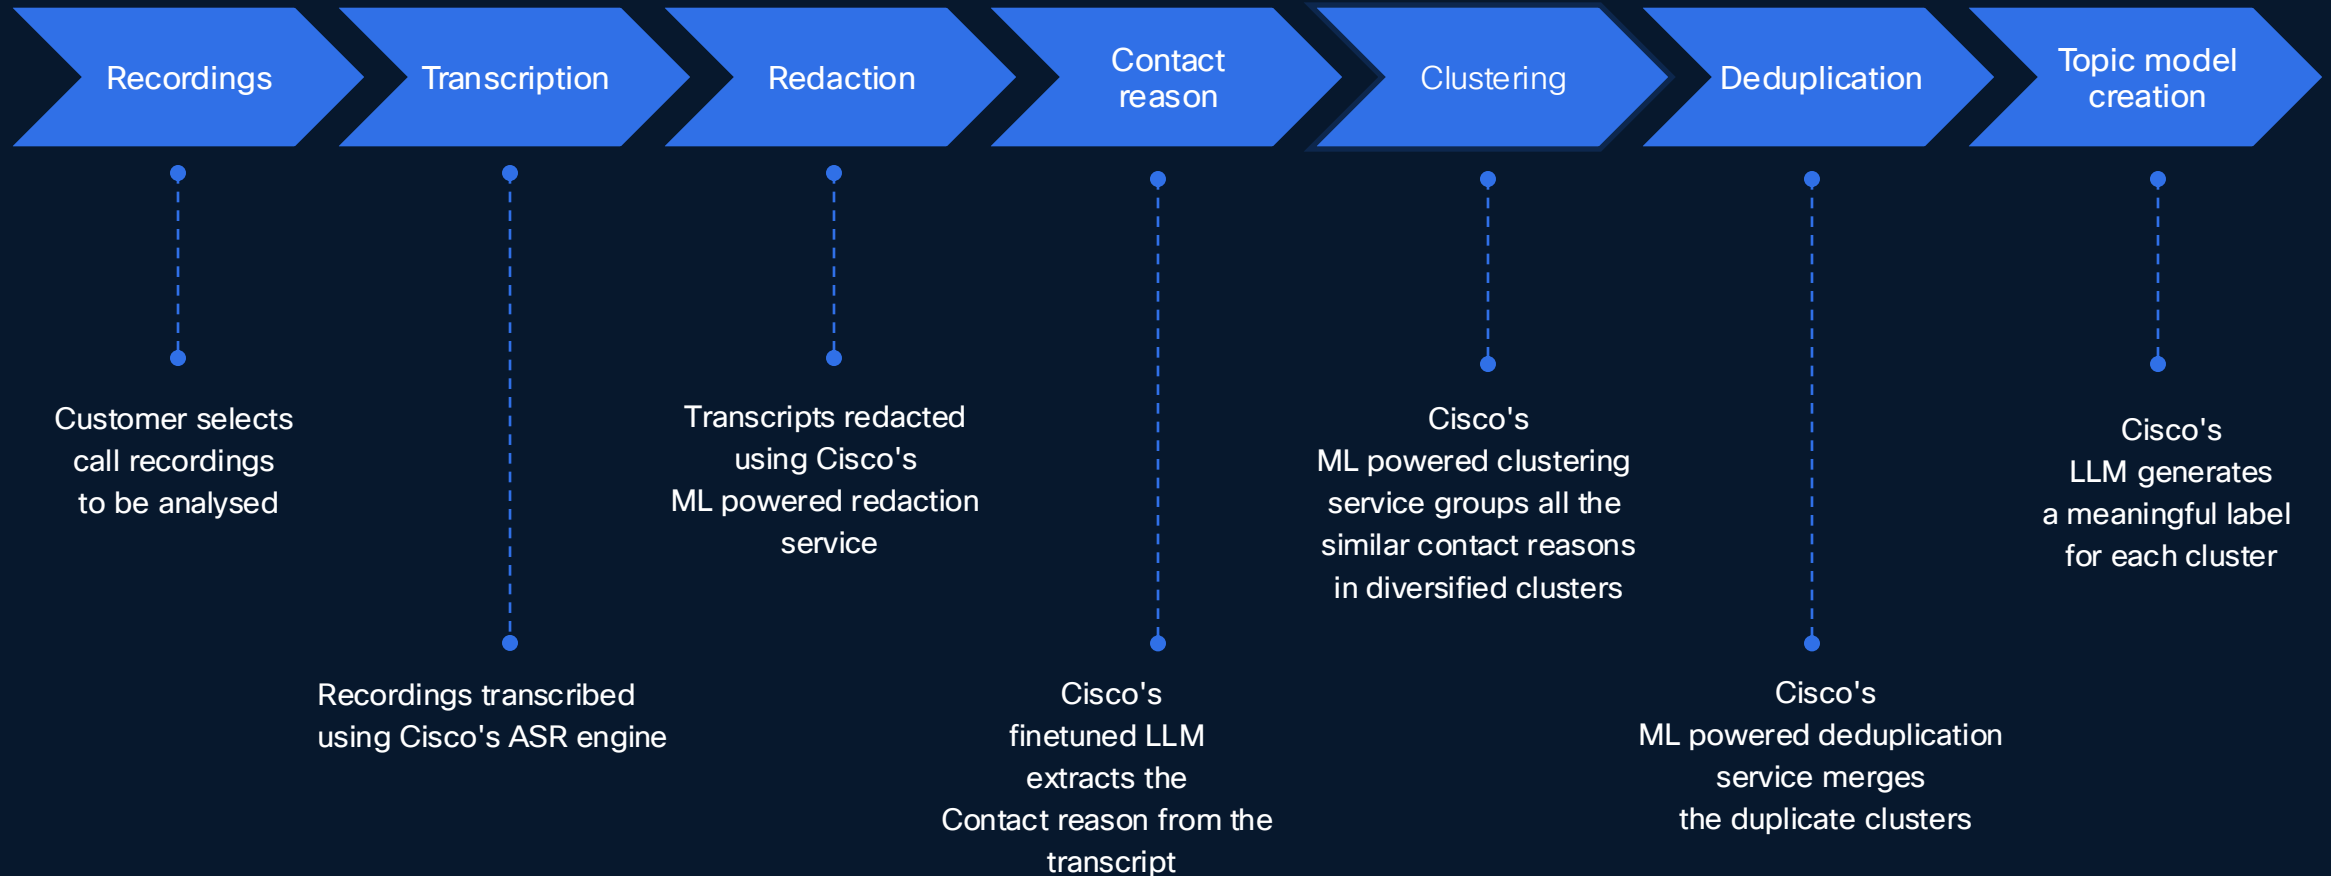 Recordings
Transcription
Redaction
Contact
reason
Clustering
Deduplication
Topic model
creation
Customer selects
call recordings
to be analysed
Recordings transcribed
using Cisco's ASR engine
Transcripts redacted
using Cisco's
ML powered redaction
service
Cisco's
finetuned LLM
extracts the
Contact reason from the
transcript
Cisco's
ML powered clustering
service groups all the
similar contact reasons
in diversified clusters
Cisco's
ML powered deduplication
service merges
the duplicate clusters
Cisco's
LLM generates
a meaningful label
for each cluster